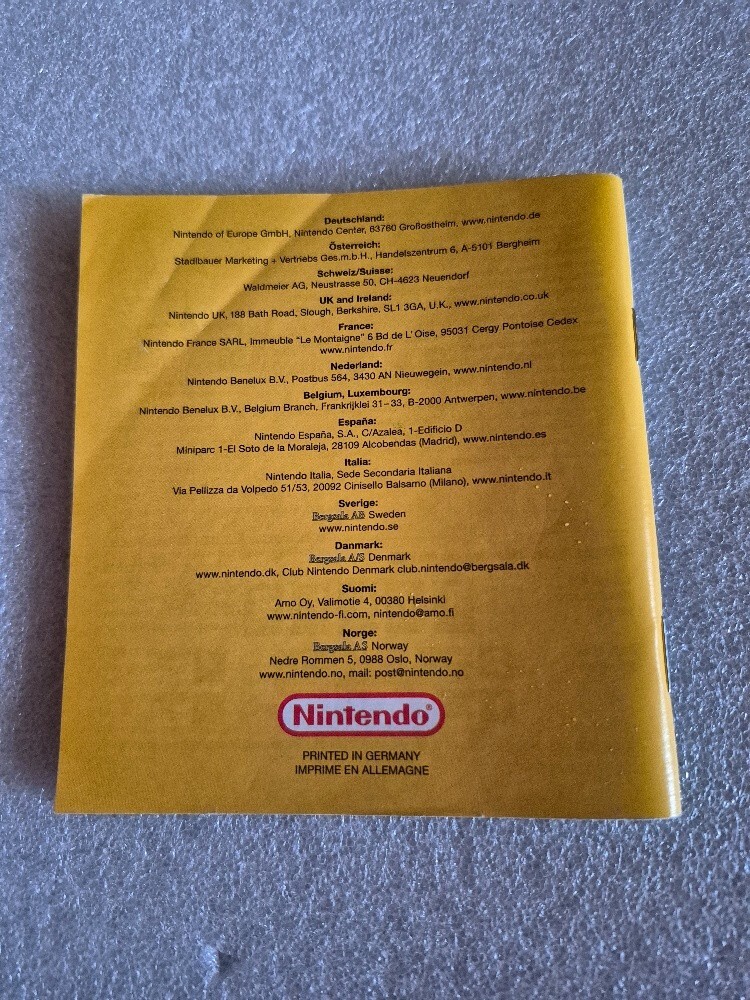 Deutschland:
Nintendo of Europe GmbH, Nintendo Center, 63760 Großostheim, www.nintendo.de
Österreich:
Stadlbauer Marketing + Vertriebs Ges.m.b.H., Handelszentrum 6, A-5101 Bergheim
Schweiz/Suisse:
Waldmeier AG, Neustrasse 50, CH-4623 Neuendorf
UK and Ireland:
Nintendo UK, 188 Bath Road, Slough, Berkshire, SL1 3GA, U.K., www.nintendo.co.uk
France:
Nintendo France SARL, Immeuble "Le Montaigne" 6 Bd de L'Oise, 95031 Cergy Pontoise Cedex
www.nintendo.fr
Nederland:
Nintendo Benelux B.V., Postbus 564, 3430 AN Nieuwegein, www.nintendo.nl
Belgium, Luxembourg:
Nintendo Benelux B.V., Belgium Branch, Frankrijklei 31–33, B-2000 Antwerpen, www.nintendo.be
España:
Nintendo España, S.A., C/Azalea, 1-Edificio D
Miniparc 1-El Soto de la Moraleja, 28109 Alcobendas (Madrid), www.nintendo.es
Italia:
Nintendo Italia, Sede Secondaria Italiana
Via Pellizza da Volpedo 51/53, 20092 Cinisello Balsamo (Milano), www.nintendo.it
Sverige:
Bergsala AB Sweden
www.nintendo.se
Danmark:
Bergsala A/S Denmark
www.nintendo.dk, Club Nintendo Denmark club.nintendo@bergsala.dk
Suomi:
Amo Oy, Valimotie 4, 00380 Helsinki
www.nintendo-fi.com, nintendo@amo.fi
Norge:
Bergsala AS Norway
Nedre Rommen 5, 0988 Oslo, Norway
www.nintendo.no, mail: post@nintendo.no
Nintendo®
PRINTED IN GERMANY
IMPRIME EN ALLEMAGNE